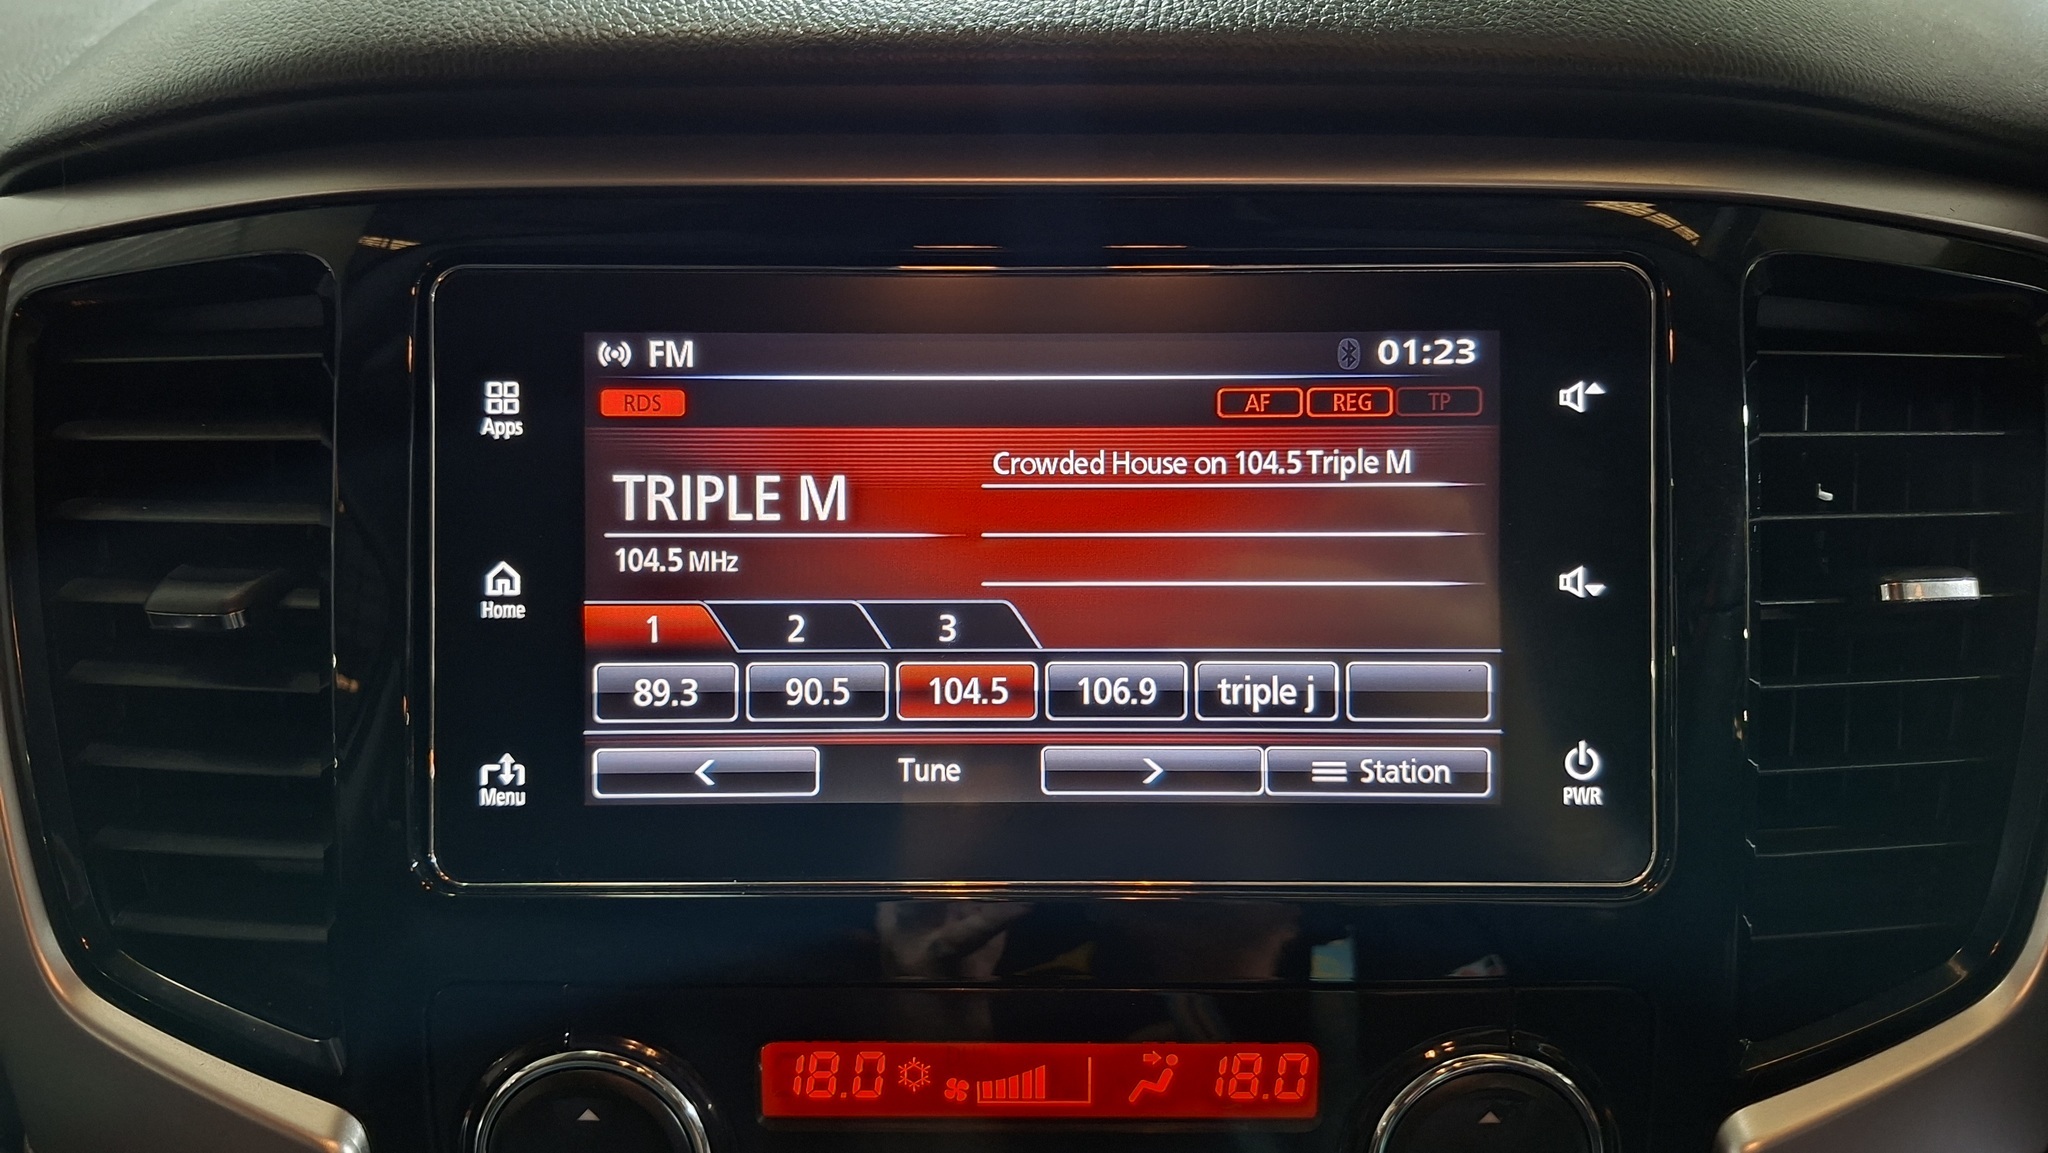 FM 01:23
RDS AF REG TP
Apps
Crowded House on 104.5 Triple M
TRIPLE M
104.5 MHz
Home
1 2 3
89.3 90.5 104.5 106.9 triple j
< Tune > Station
Menu
PWR
18.0 18.0